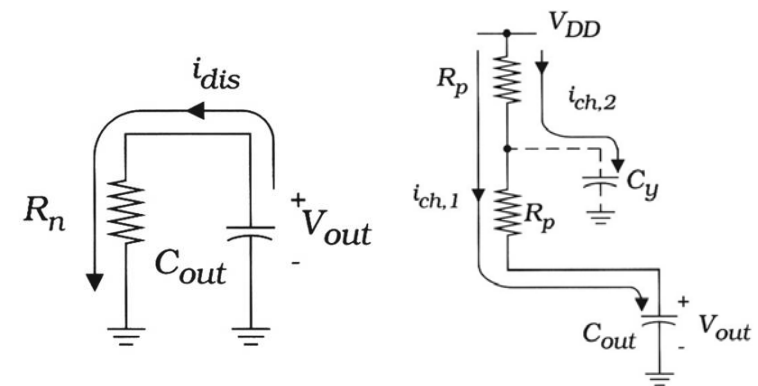 i_dis
R_n
C_out
+
V_out
-
V_DD
R_p
i_ch,2
C_y
i_ch,1
R_p
C_out
+
V_out
-